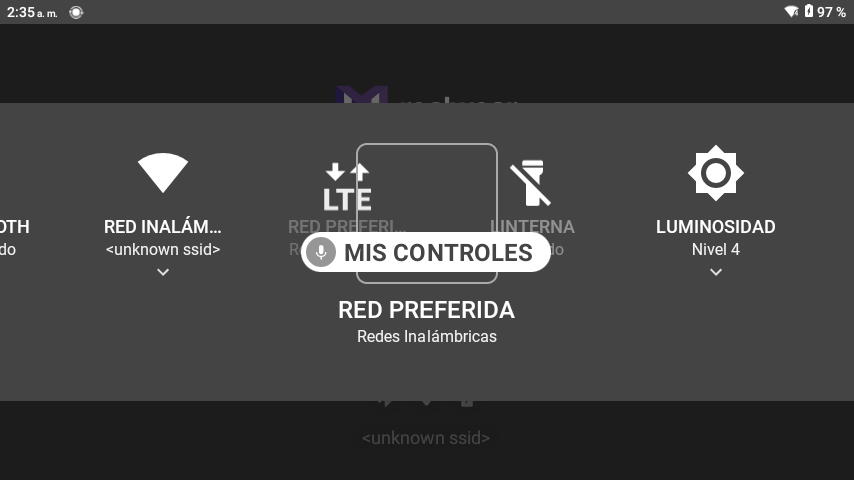 2:35 a. m.
97 %
OTH
RED INALÁM...
RED PREFERI...
LINTERNA
LUMINOSIDAD
do
<unknown ssid>
do
Nivel 4
LTE
MIS CONTROLES
RED PREFERIDA
Redes Inalámbricas
<unknown ssid>